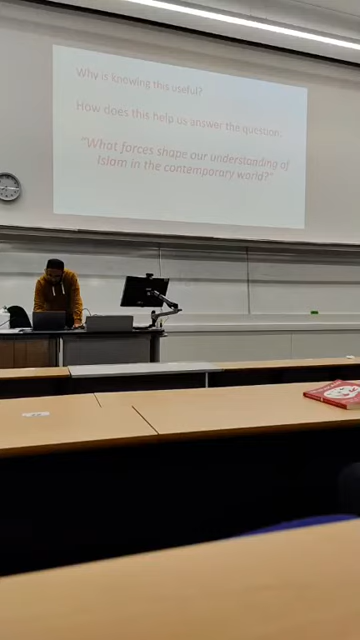 Why is knowing this useful?
How does this help us answer the question:
"What forces shape our understanding of
Islam in the contemporary world?"